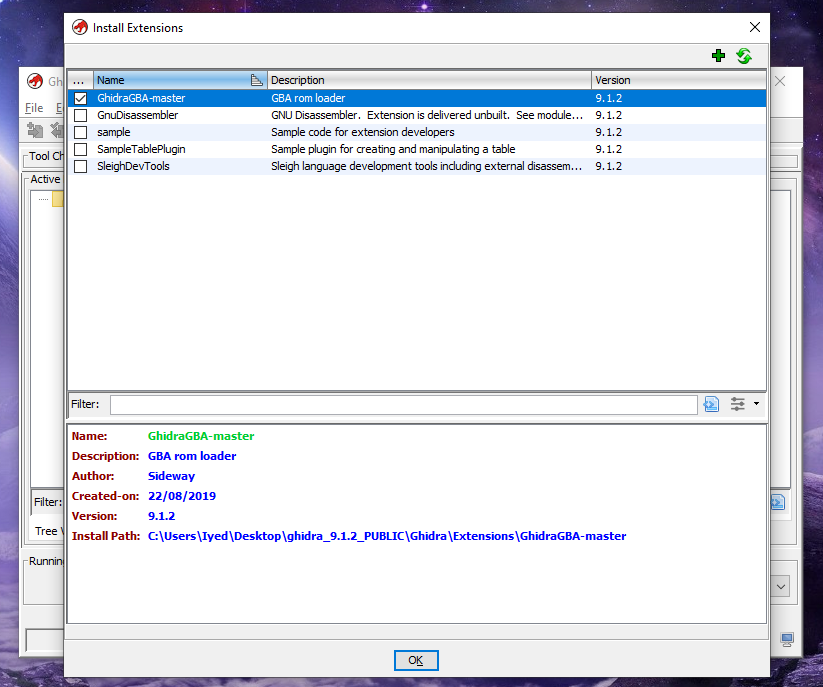 Install Extensions
Gh
File E
Tool Ch
Active
... Name Description Version
GhidraGBA-master GBA rom loader 9.1.2
GnuDisassembler GNU Disassembler. Extension is delivered unbuilt. See module... 9.1.2
sample Sample code for extension developers 9.1.2
SampleTablePlugin Sample plugin for creating and manipulating a table 9.1.2
SleighDevTools Sleigh language development tools including external disassem... 9.1.2
Filter:
Name: GhidraGBA-master
Description: GBA rom loader
Author: Sideway
Created-on: 22/08/2019
Version: 9.1.2
Install Path: C:\Users\Iyed\Desktop\ghidra_9.1.2_PUBLIC\Ghidra\Extensions\GhidraGBA-master
Filter:
Tree V
Running
OK